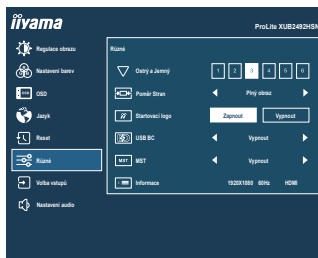 iiyama
ProLite XUB2492HSN
Regulace obrazu
Nastavení barev
OSD
Jazyk
Reset
Různé
Volba vstupů
Nastavení audio
Různé
Ostrý a Jemný 1 2 3 4 5 6
Poměr Stran Plný obraz
Startovací logo Zapnout Vypnout
USB BC Vypnout
MST MST Vypnout
Informace 1920X1080 60Hz HDMI